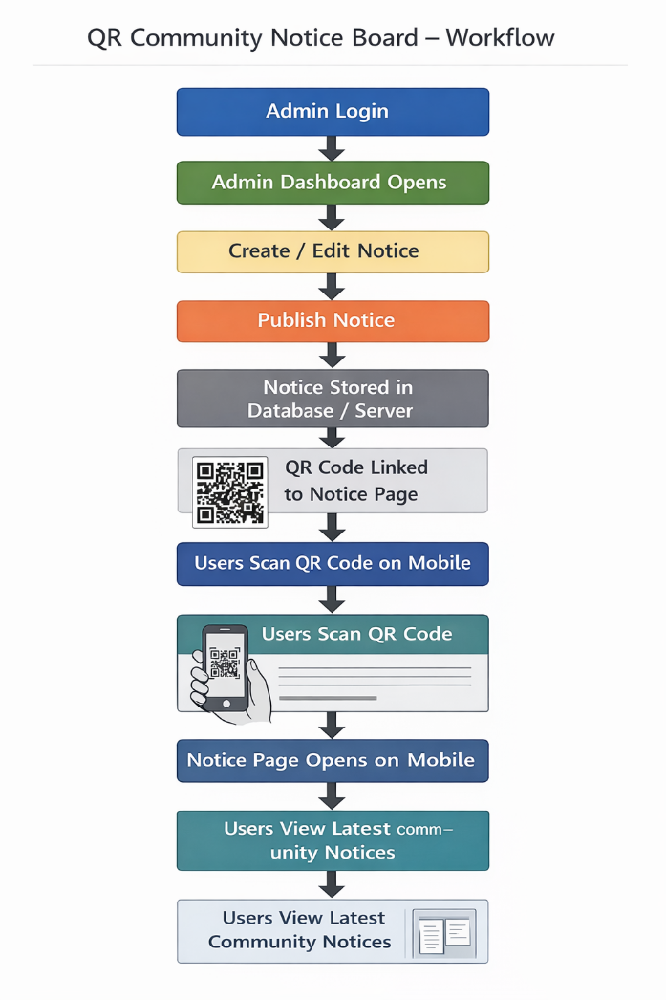 QR Community Notice Board – Workflow
Admin Login
Admin Dashboard Opens
Create / Edit Notice
Publish Notice
Notice Stored in
Database / Server
QR Code Linked
to Notice Page
Users Scan QR Code on Mobile
Users Scan QR Code
Notice Page Opens on Mobile
Users View Latest comm–
unity Notices
Users View Latest
Community Notices